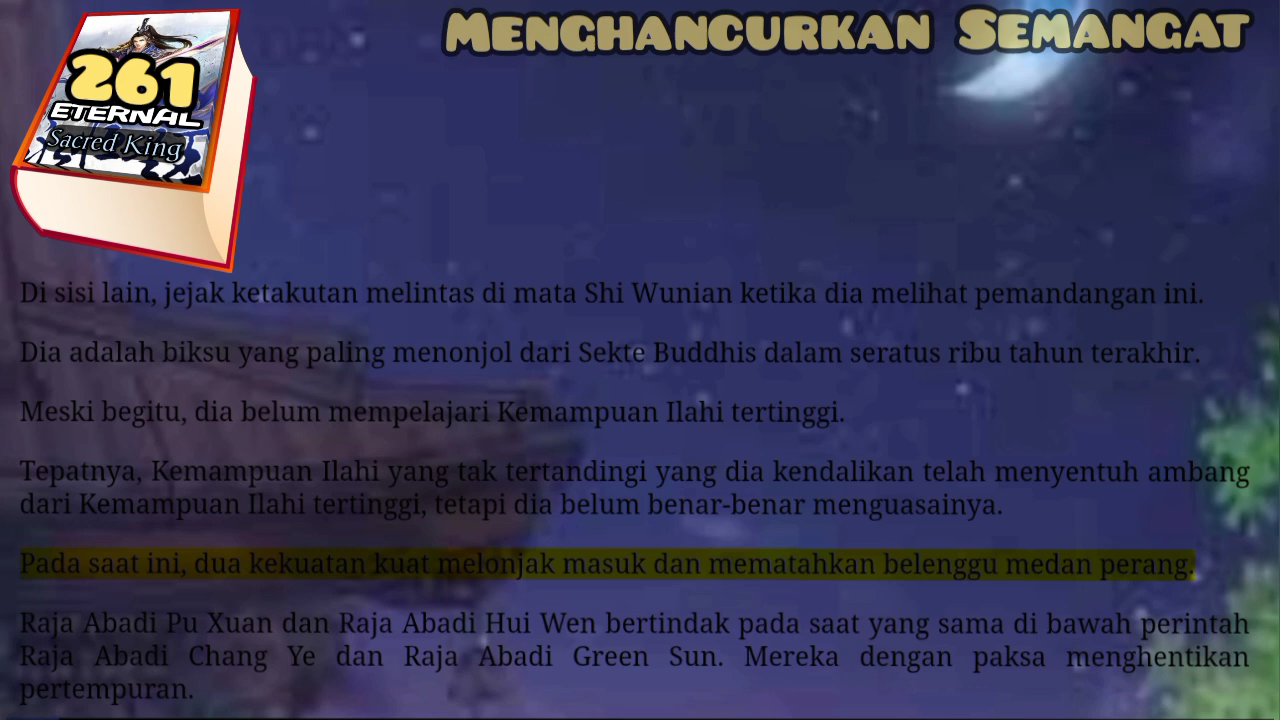 Menghancurkan Semangat
261
ETERNAL
Sacred King
Di sisi lain, jejak ketakutan melintas di mata Shi Wunian ketika dia melihat pemandangan ini.
Dia adalah biksu yang paling menonjol dari Sekte Buddhis dalam seratus ribu tahun terakhir.
Meski begitu, dia belum mempelajari Kemampuan Ilahi tertinggi.
Tepatnya, Kemampuan Ilahi yang tak tertandingi yang dia kendalikan telah menyentuh ambang
dari Kemampuan Ilahi tertinggi, tetapi dia belum benar-benar menguasainya.
Pada saat ini, dua kekuatan kuat melonjak masuk dan mematahkan belenggu medan perang.
Raja Abadi Pu Xuan dan Raja Abadi Hui Wen bertindak pada saat yang sama di bawah perintah
Raja Abadi Chang Ye dan Raja Abadi Green Sun. Mereka dengan paksa menghentikan
pertempuran.